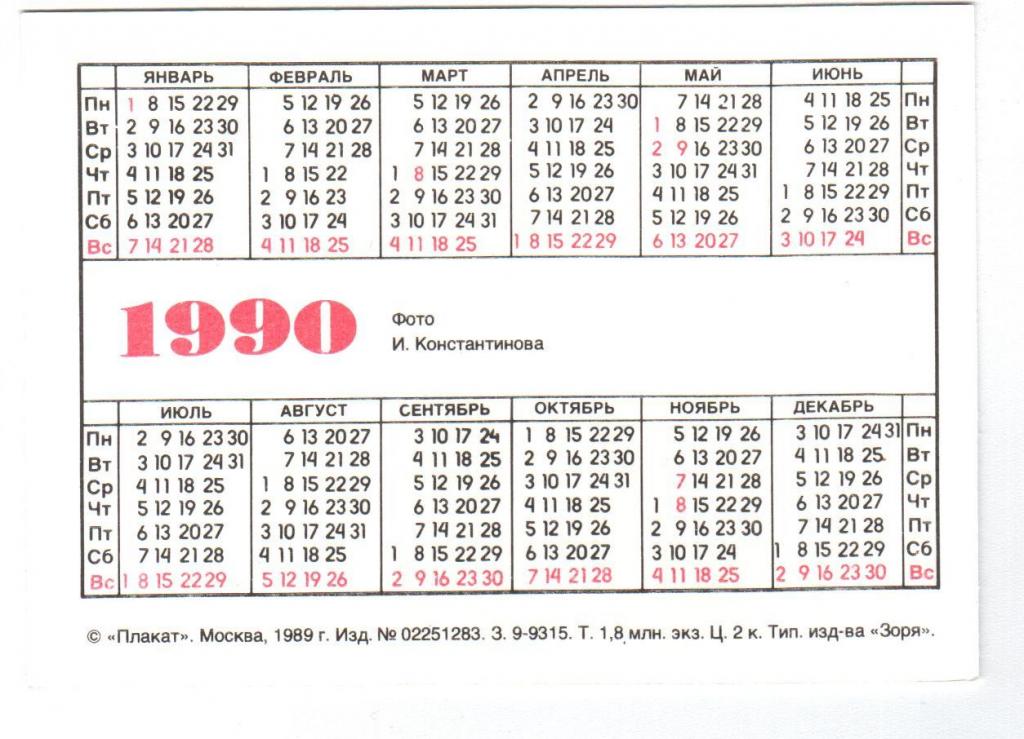 ЯНВАРЬ ФЕВРАЛЬ МАРТ АПРЕЛЬ МАЙ ИЮНЬ
Пн 1 8 15 22 29 5 12 19 26 5 12 19 26 2 9 16 23 30 7 14 21 28 4 11 18 25 Пн
Вт 2 9 16 23 30 6 13 20 27 6 13 20 27 3 10 17 24 1 8 15 22 29 5 12 19 26 Вт
Ср 3 10 17 24 31 7 14 21 28 7 14 21 28 4 11 18 25 2 9 16 23 30 6 13 20 27 Ср
Чт 4 11 18 25 1 8 15 22 1 8 15 22 29 5 12 19 26 3 10 17 24 31 7 14 21 28 Чт
Пт 5 12 19 26 2 9 16 23 2 9 16 23 30 6 13 20 27 4 11 18 25 1 8 15 22 29 Пт
Сб 6 13 20 27 3 10 17 24 3 10 17 24 31 7 14 21 28 5 12 19 26 2 9 16 23 30 Сб
Вс 7 14 21 28 4 11 18 25 4 11 18 25 1 8 15 22 29 6 13 20 27 3 10 17 24 Вс
1990
Фото
И. Константинова
ИЮЛЬ АВГУСТ СЕНТЯБРЬ ОКТЯБРЬ НОЯБРЬ ДЕКАБРЬ
Пн 2 9 16 23 30 6 13 20 27 3 10 17 24 1 8 15 22 29 5 12 19 26 3 10 17 24 31 Пн
Вт 3 10 17 24 31 7 14 21 28 4 11 18 25 2 9 16 23 30 6 13 20 27 4 11 18 25 Вт
Ср 4 11 18 25 1 8 15 22 29 5 12 19 26 3 10 17 24 31 7 14 21 28 5 12 19 26 Ср
Чт 5 12 19 26 2 9 16 23 30 6 13 20 27 4 11 18 25 1 8 15 22 29 6 13 20 27 Чт
Пт 6 13 20 27 3 10 17 24 31 7 14 21 28 5 12 19 26 2 9 16 23 30 7 14 21 28 Пт
Сб 7 14 21 28 4 11 18 25 1 8 15 22 29 6 13 20 27 3 10 17 24 1 8 15 22 29 Сб
Вс 1 8 15 22 29 5 12 19 26 2 9 16 23 30 7 14 21 28 4 11 18 25 2 9 16 23 30 Вс
© «Плакат». Москва, 1989 г. Изд. № 02251283. З. 9-9315. Т. 1,8 млн. экз. Ц. 2 к. Тип. изд-ва «Зоря».